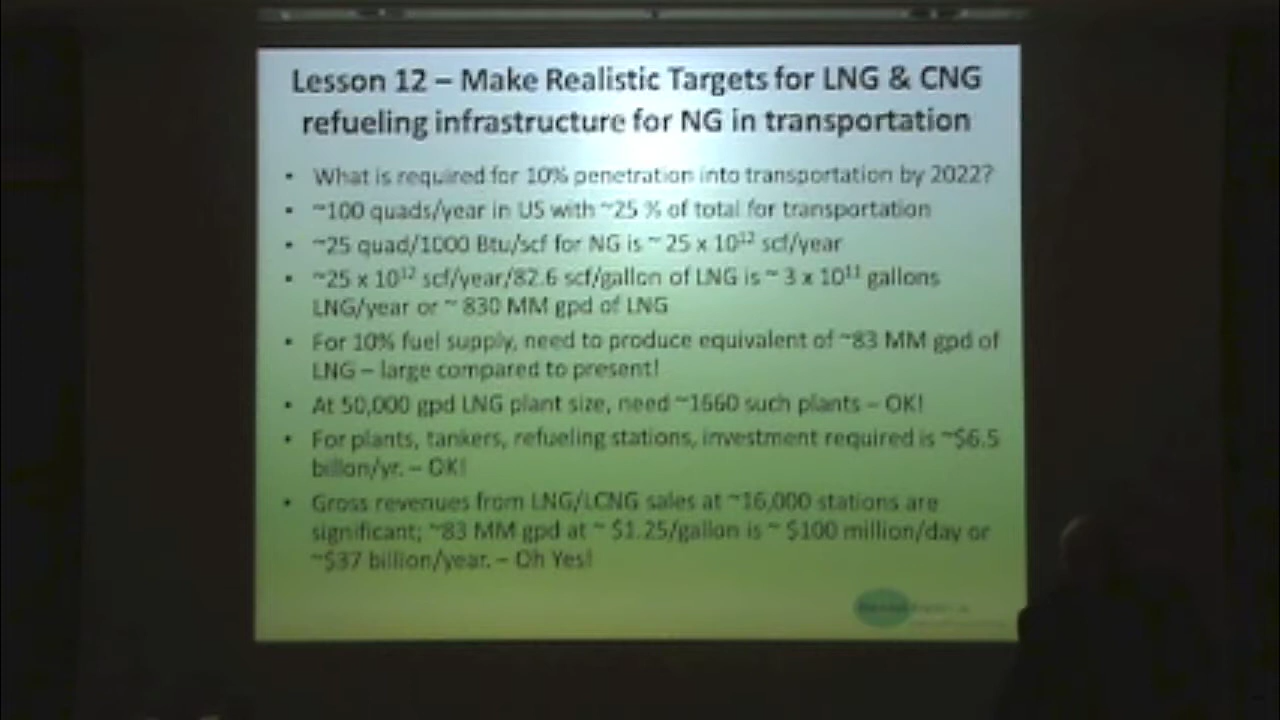 Lesson 12 – Make Realistic Targets for LNG & CNG
refueling infrastructure for NG in transportation
• What is required for 10% penetration into transportation by 2022?
• ~100 quads/year in US with ~25 % of total for transportation
• ~25 quad/1000 Btu/scf for NG is ~ 25 x 10¹² scf/year
• ~25 x 10¹² scf/year/82.6 scf/gallon of LNG is ~ 3 x 10¹¹ gallons
LNG/year or ~ 830 MM gpd of LNG
• For 10% fuel supply, need to produce equivalent of ~83 MM gpd of
LNG – large compared to present!
• At 50,000 gpd LNG plant size, need ~1660 such plants – OK!
• For plants, tankers, refueling stations, investment required is ~$6.5
billon/yr. – OK!
• Gross revenues from LNG/LCNG sales at ~16,000 stations are
significant; ~83 MM gpd at ~ $1.25/gallon is ~ $100 million/day or
~$37 billion/year. – Oh Yes!